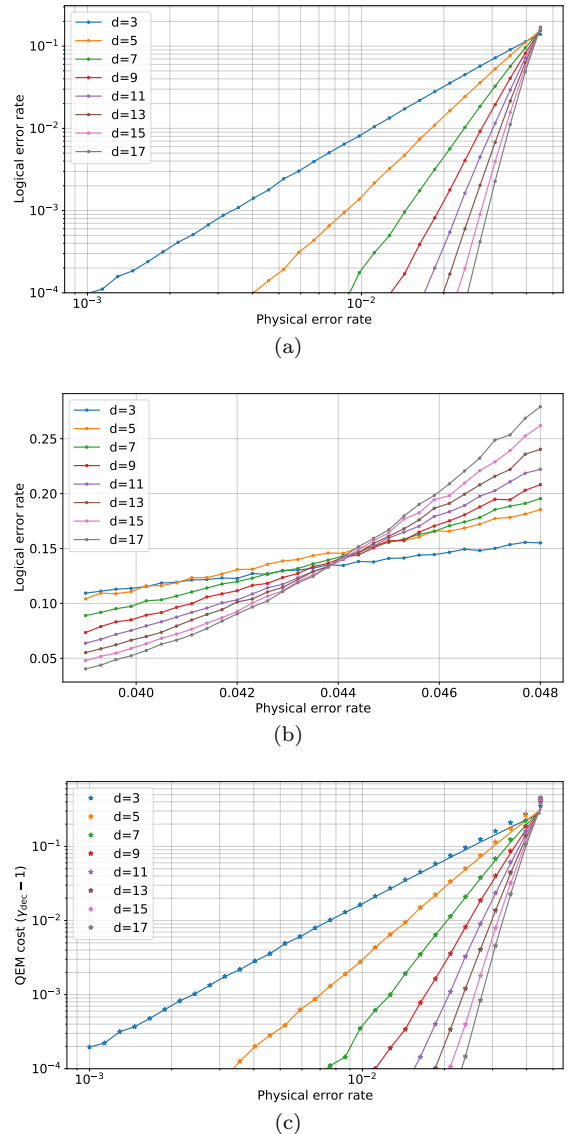 10⁻¹
10⁻²
10⁻³
10⁻⁴
Logical error rate
d=3
d=5
d=7
d=9
d=11
d=13
d=15
d=17
10⁻³
10⁻²
Physical error rate
(a)
0.25
0.20
0.15
0.10
0.05
Logical error rate
d=3
d=5
d=7
d=9
d=11
d=13
d=15
d=17
0.040
0.042
0.044
0.046
0.048
Physical error rate
(b)
10⁻¹
10⁻²
10⁻³
10⁻⁴
QEM cost (γ_dec − 1)
d=3
d=5
d=7
d=9
d=11
d=13
d=15
d=17
10⁻³
10⁻²
Physical error rate
(c)